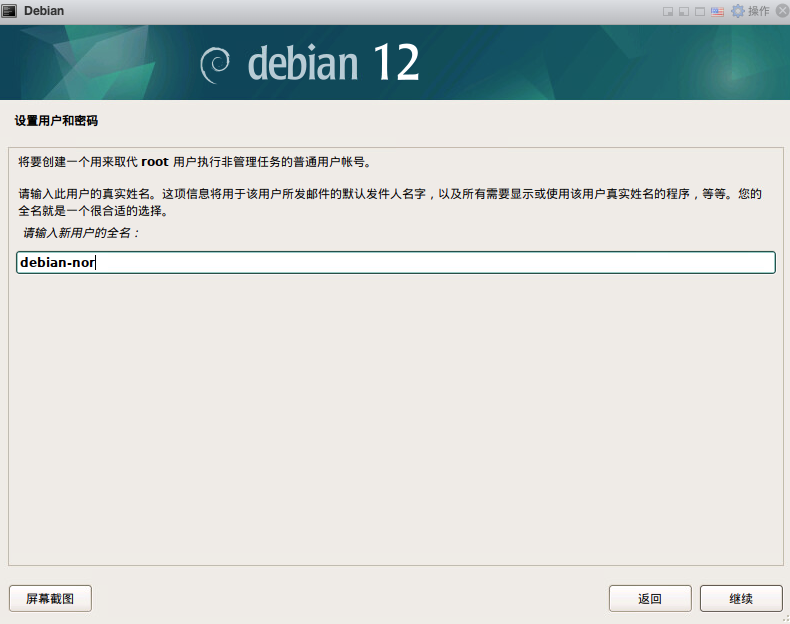 Debian
操作
debian 12
设置用户和密码
将要创建一个用来取代 root 用户执行非管理任务的普通用户帐号。
请输入此用户的真实姓名。这项信息将用于该用户所发邮件的默认发件人名字，以及所有需要显示或使用该用户真实姓名的程序，等等。您的
全名就是一个很合适的选择。
请输入新用户的全名：
debian-nor
屏幕截图
返回
继续